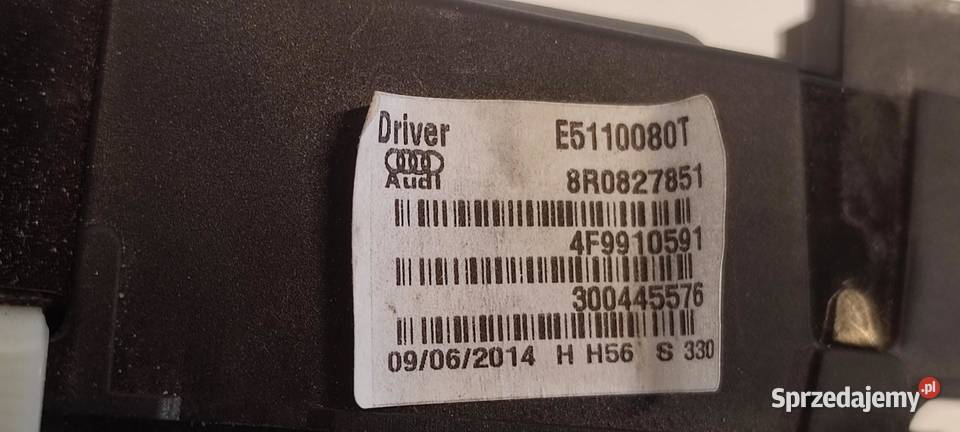 Driver E5110080T
Audi 8R0827851
4F9910591
300445576
09/06/2014 H H56 S 330
Sprzedajemy.pl